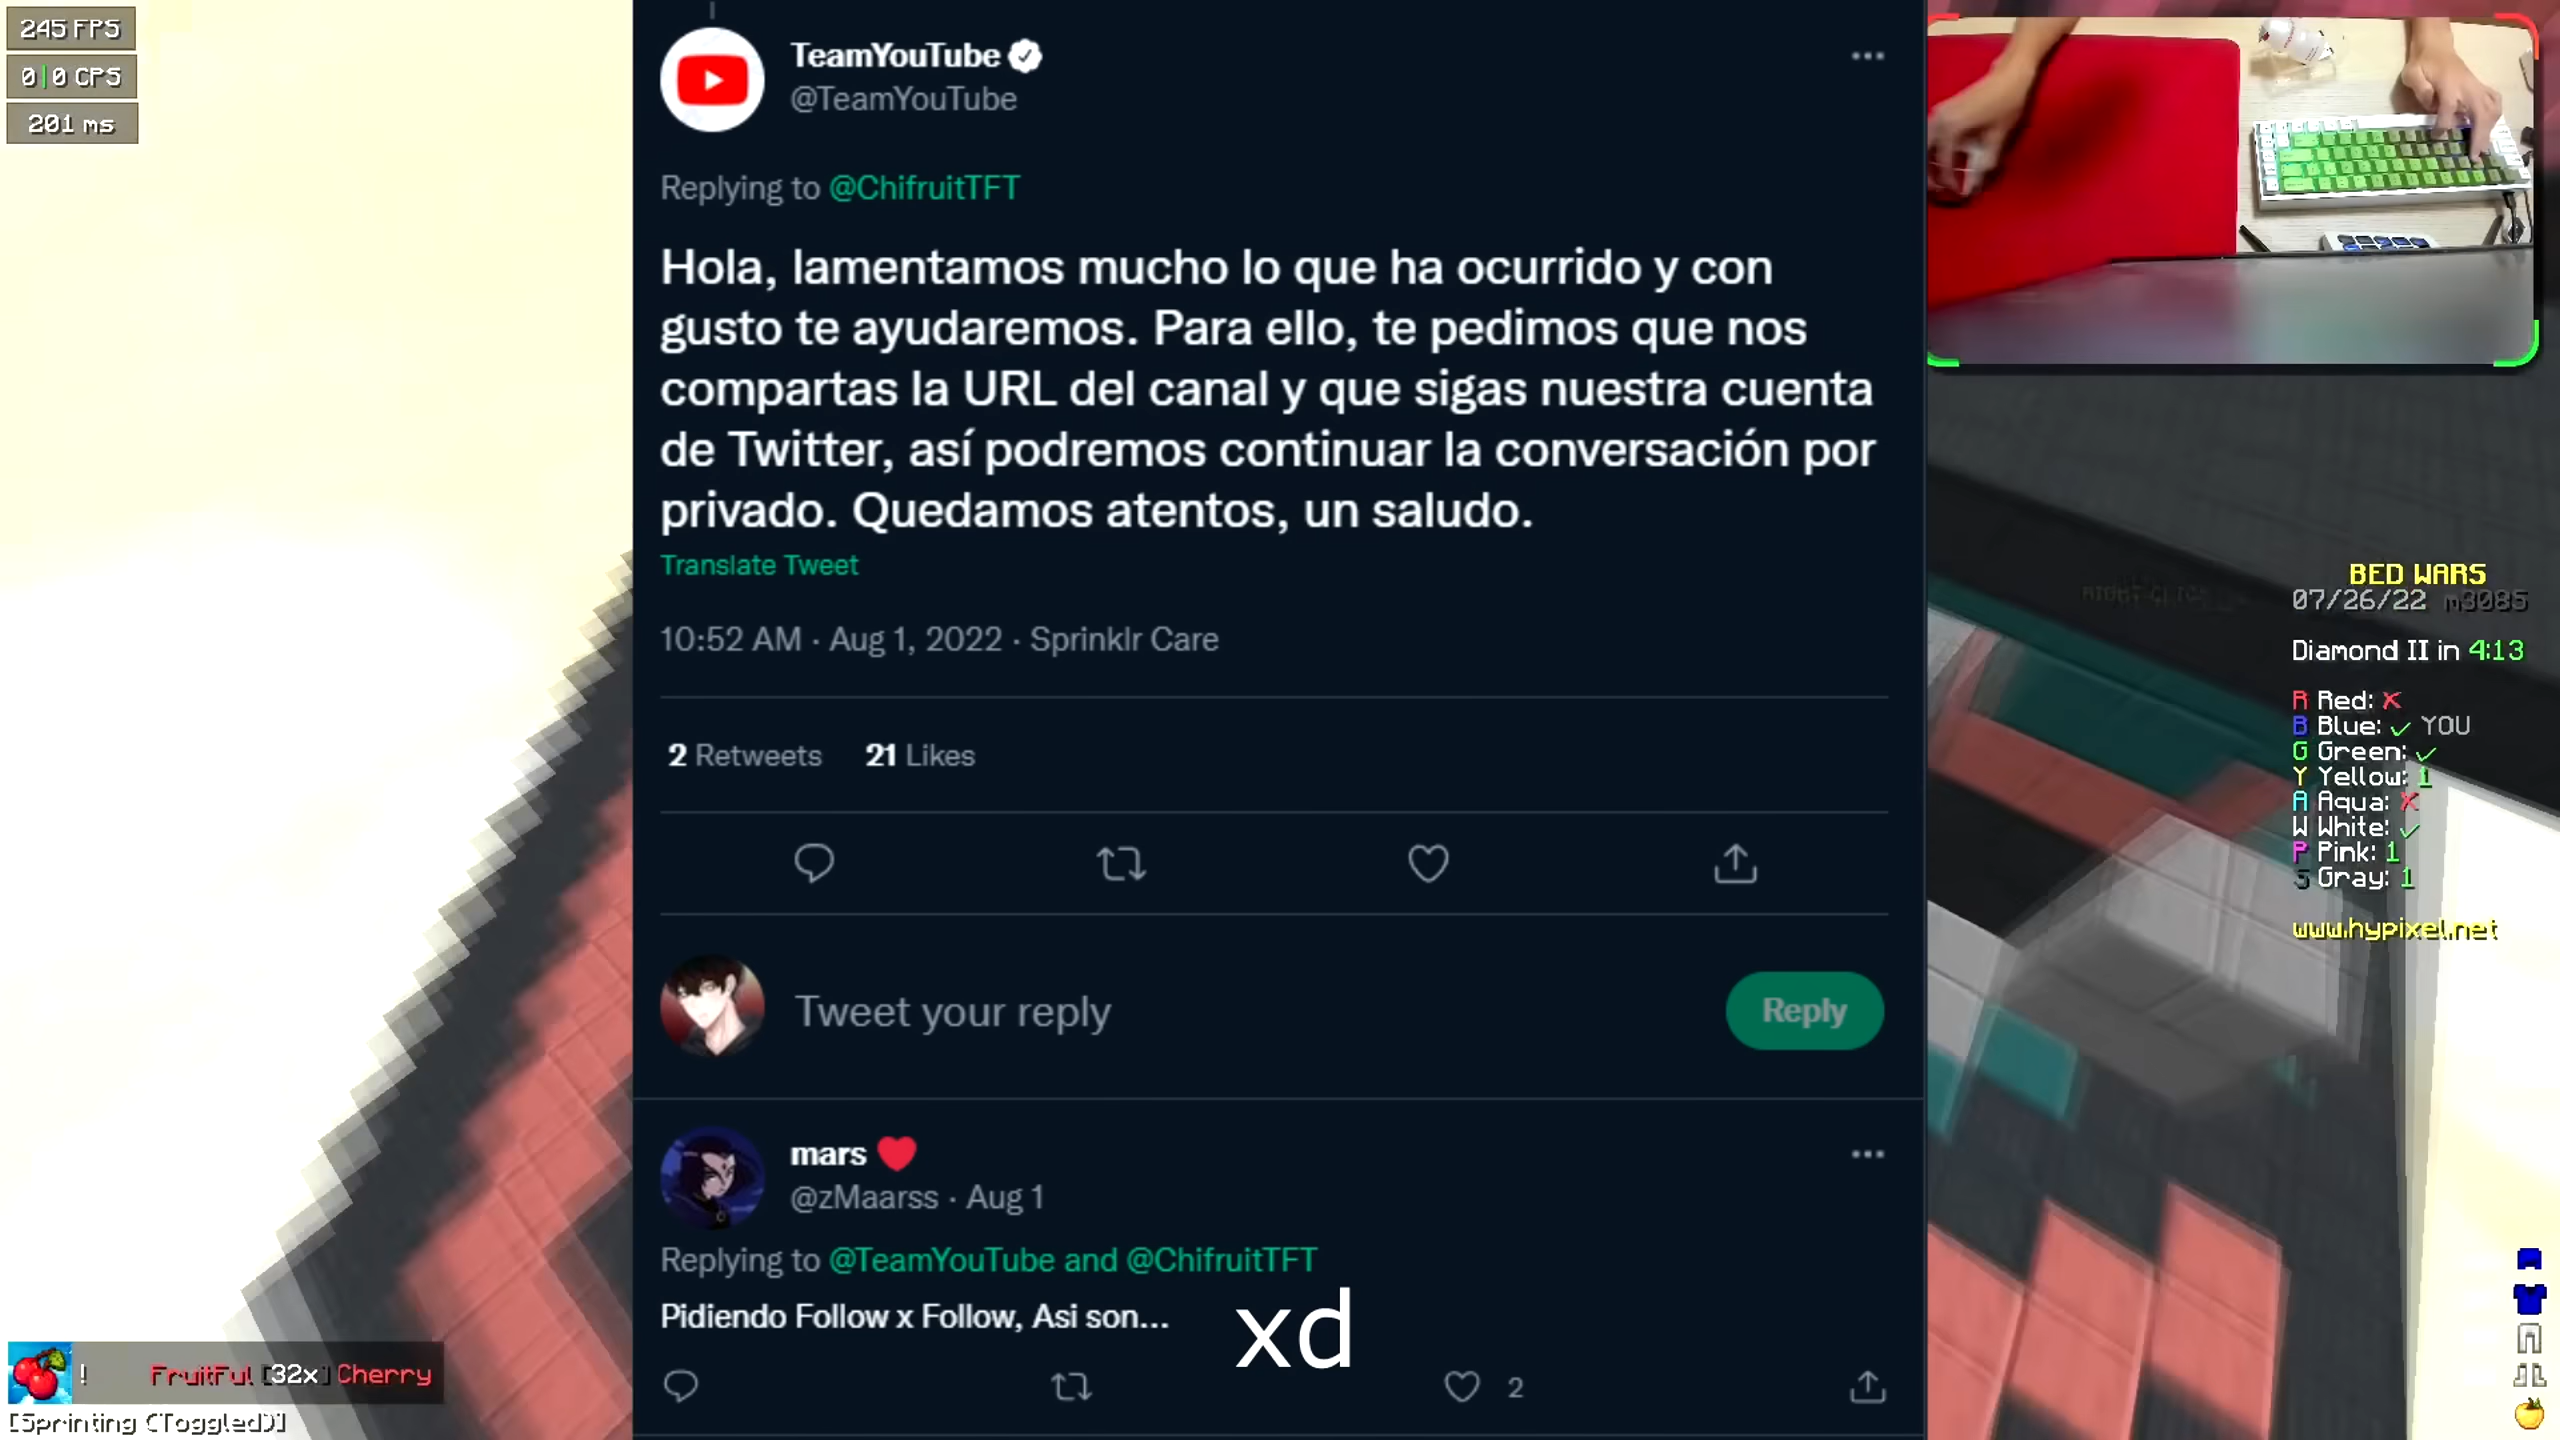 245 FPS
0|0 CPS
201 ms
TeamYouTube
@TeamYouTube
Replying to @ChifruitTFT
Hola, lamentamos mucho lo que ha ocurrido y con
gusto te ayudaremos. Para ello, te pedimos que nos
compartas la URL del canal y que sigas nuestra cuenta
de Twitter, así podremos continuar la conversación por
privado. Quedamos atentos, un saludo.
Translate Tweet
10:52 AM · Aug 1, 2022 · Sprinklr Care
2 Retweets 21 Likes
Tweet your reply
Reply
mars ❤️
@zMaarss · Aug 1
Replying to @TeamYouTube and @ChifruitTFT
Pidiendo Follow x Follow, Asi son...
xd
2
BED WARS
07/26/22 m3085
Diamond II in 4:13
R Red: ✗
B Blue: ✓ YOU
G Green: ✓
Y Yellow: 1
A Aqua: ✗
W White: ✓
P Pink: 1
S Gray: 1
www.hypixel.net
! FruitFul [32x] Cherry
[Sprinting (Toggled)]